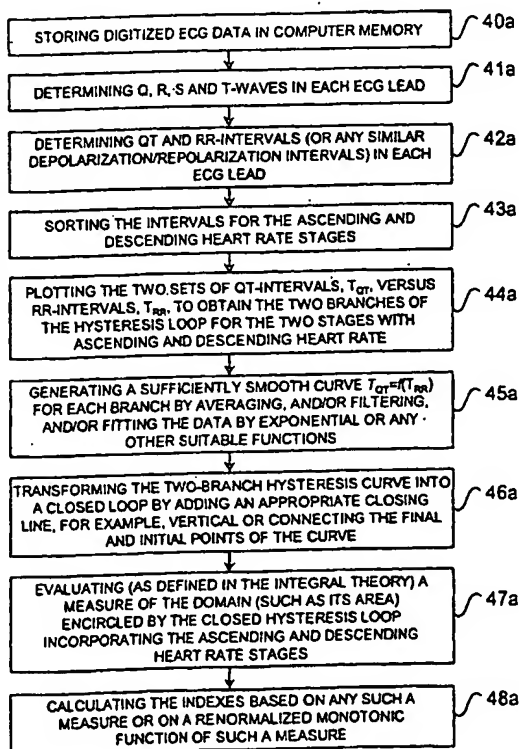 STORING DIGITIZED ECG DATA IN COMPUTER MEMORY
40a
DETERMINING Q, R, S AND T-WAVES IN EACH ECG LEAD
41a
DETERMINING QT AND RR-INTERVALS (OR ANY SIMILAR
DEPOLARIZATION/REPOLARIZATION INTERVALS) IN EACH
ECG LEAD
42a
SORTING THE INTERVALS FOR THE ASCENDING AND
DESCENDING HEART RATE STAGES
43a
PLOTTING THE TWO SETS OF QT-INTERVALS, T_QT, VERSUS
RR-INTERVALS, T_RR, TO OBTAIN THE TWO BRANCHES OF
THE HYSTERESIS LOOP FOR THE TWO STAGES WITH
ASCENDING AND DESCENDING HEART RATE
44a
GENERATING A SUFFICIENTLY SMOOTH CURVE T_QT=f(T_RR)
FOR EACH BRANCH BY AVERAGING, AND/OR FILTERING,
AND/OR FITTING THE DATA BY EXPONENTIAL OR ANY
OTHER SUITABLE FUNCTIONS
45a
TRANSFORMING THE TWO-BRANCH HYSTERESIS CURVE INTO
A CLOSED LOOP BY ADDING AN APPROPRIATE CLOSING
LINE, FOR EXAMPLE, VERTICAL OR CONNECTING THE FINAL
AND INITIAL POINTS OF THE CURVE
46a
EVALUATING (AS DEFINED IN THE INTEGRAL THEORY) A
MEASURE OF THE DOMAIN (SUCH AS ITS AREA)
ENCIRCLED BY THE CLOSED HYSTERESIS LOOP
INCORPORATING THE ASCENDING AND DESCENDING
HEART RATE STAGES
47a
CALCULATING THE INDEXES BASED ON ANY SUCH A
MEASURE OR ON A RENORMALIZED MONOTONIC
FUNCTION OF SUCH A MEASURE
48a